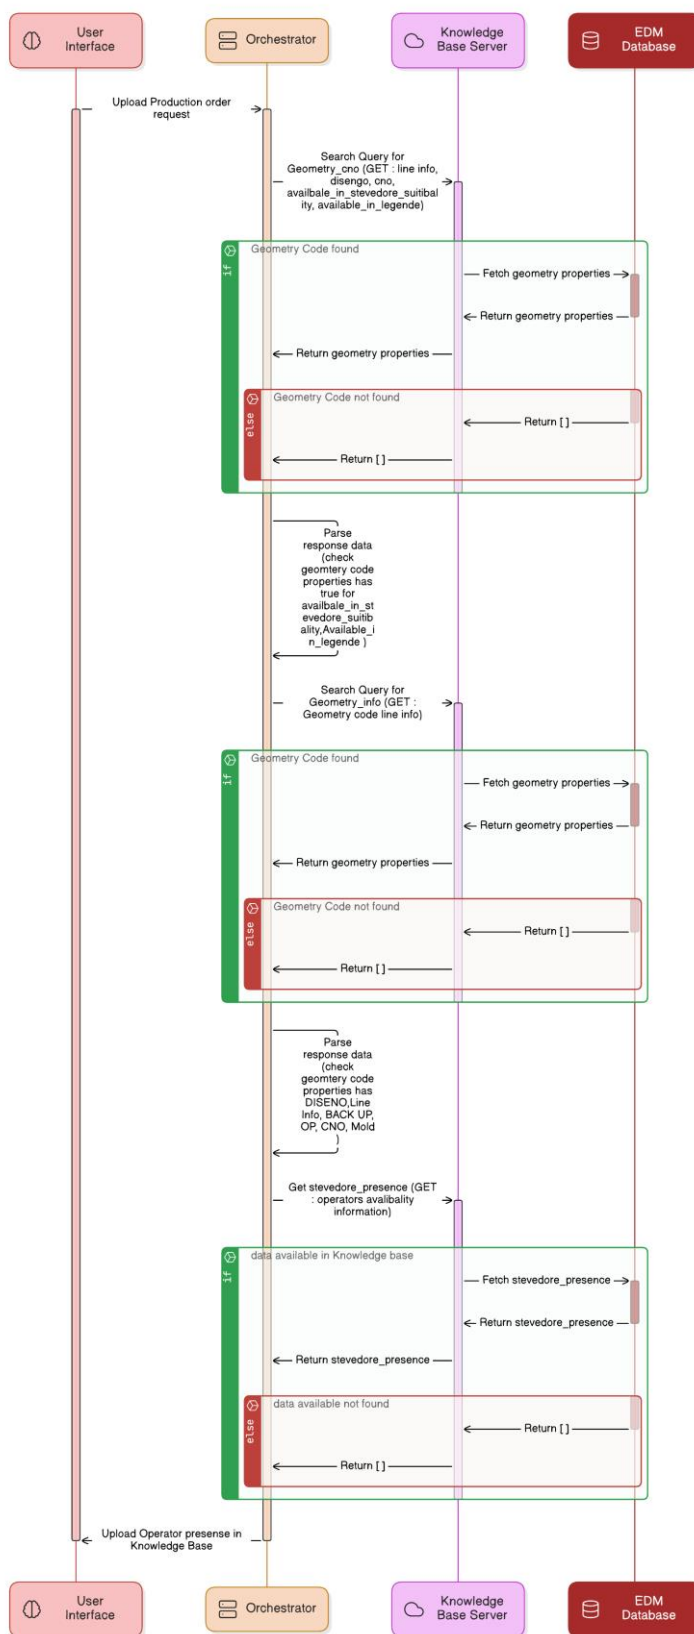 User
Interface
Orchestrator
Knowledge
Base Server
EDM
Database
Upload Production order
request
Search Query for
Geometry_cno (GET : line info,
disengo, cno,
availbale_in_stevedore_suitibal
ity, available_in_legende)
if
Geometry Code found
Fetch geometry properties
Return geometry properties
Return geometry properties
else
Geometry Code not found
Return [ ]
Return [ ]
Parse
response data
(check
geomtery code
properties has
true for
availbale_in_st
evedore_suitib
ality,Available_i
n_legende )
Search Query for
Geometry_info (GET :
Geometry code line info)
if
Geometry Code found
Fetch geometry properties
Return geometry properties
Return geometry properties
else
Geometry Code not found
Return [ ]
Return [ ]
Parse
response data
(check
geomtery code
properties has
DISENO,Line
Info, BACK UP,
OP, CNO, Mold
)
Get stevedore_presence (GET
: operators avalibality
information)
if
data available in Knowledge base
Fetch stevedore_presence
Return stevedore_presence
Return stevedore_presence
else
data available not found
Return [ ]
Return [ ]
Upload Operator presense in
Knowledge Base
User
Interface
Orchestrator
Knowledge
Base Server
EDM
Database